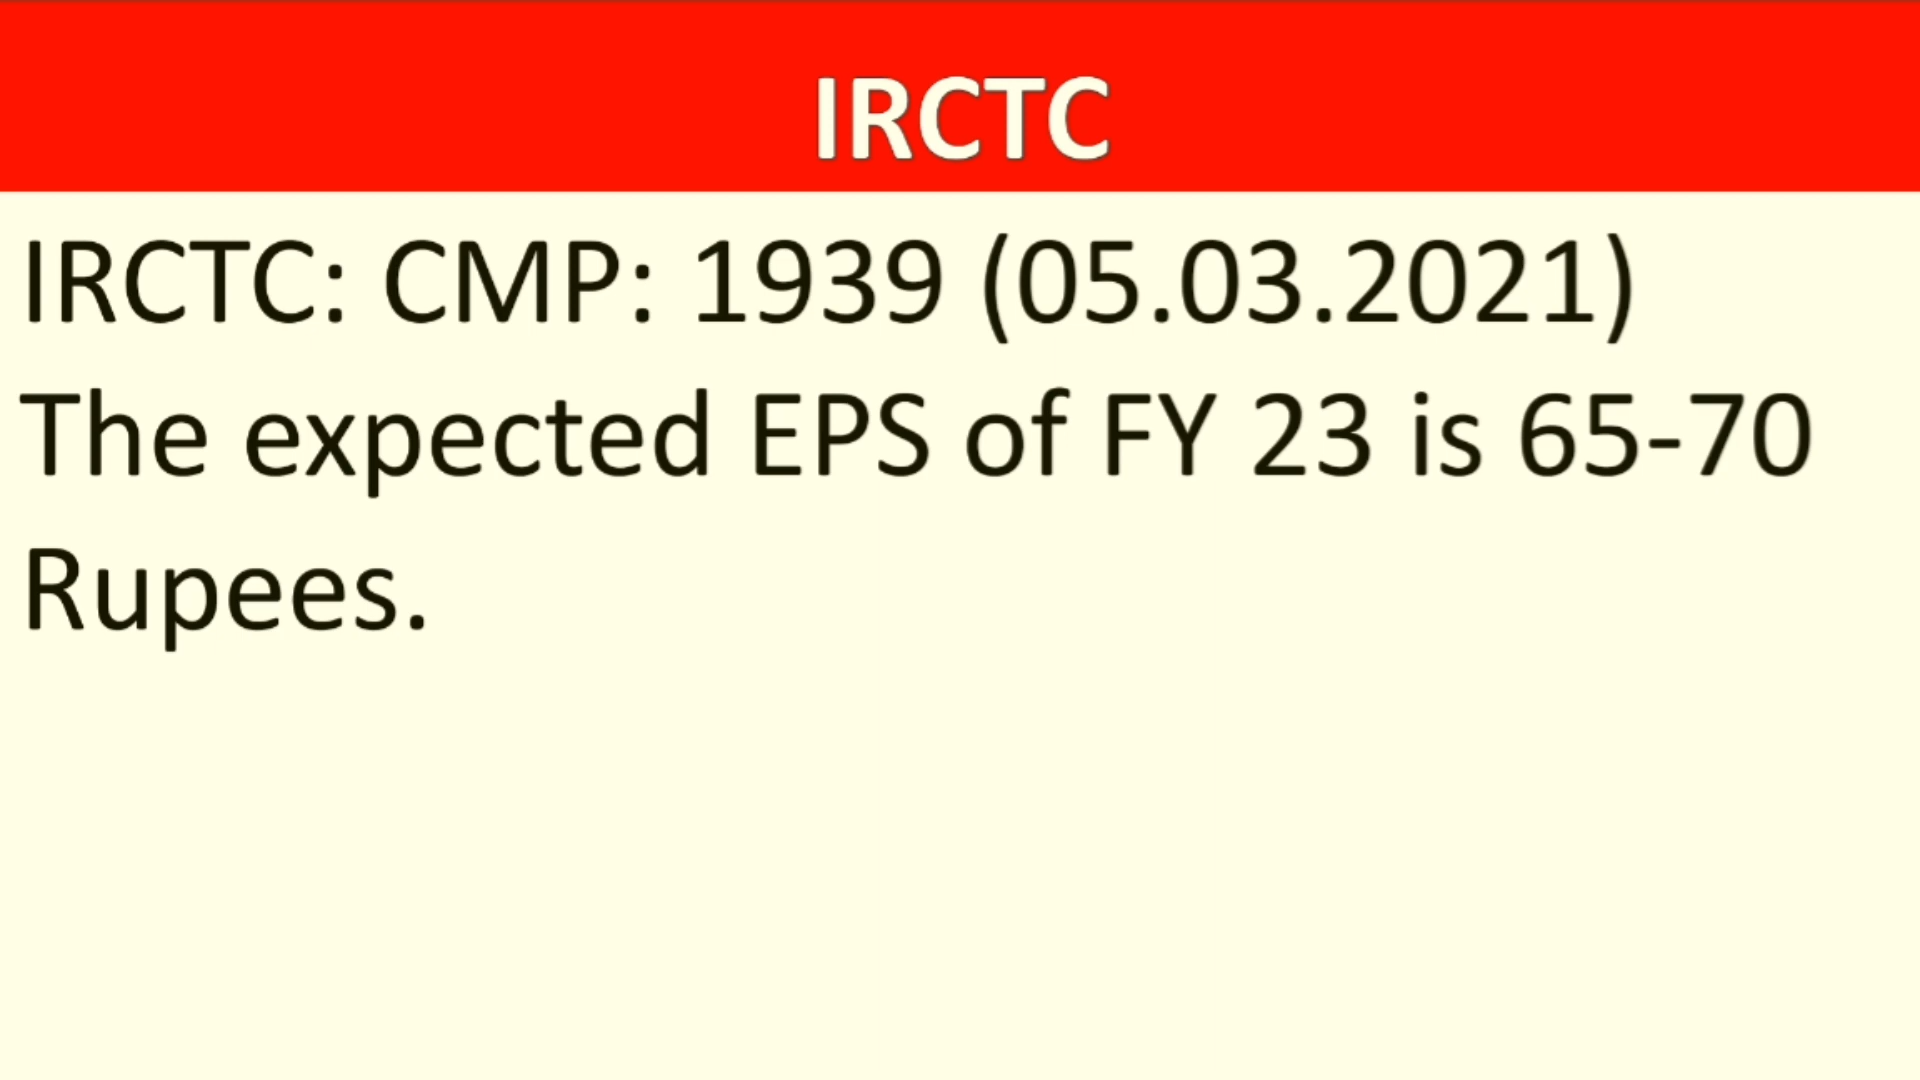 IRCTC
IRCTC: CMP: 1939 (05.03.2021)
The expected EPS of FY 23 is 65-70
Rupees.